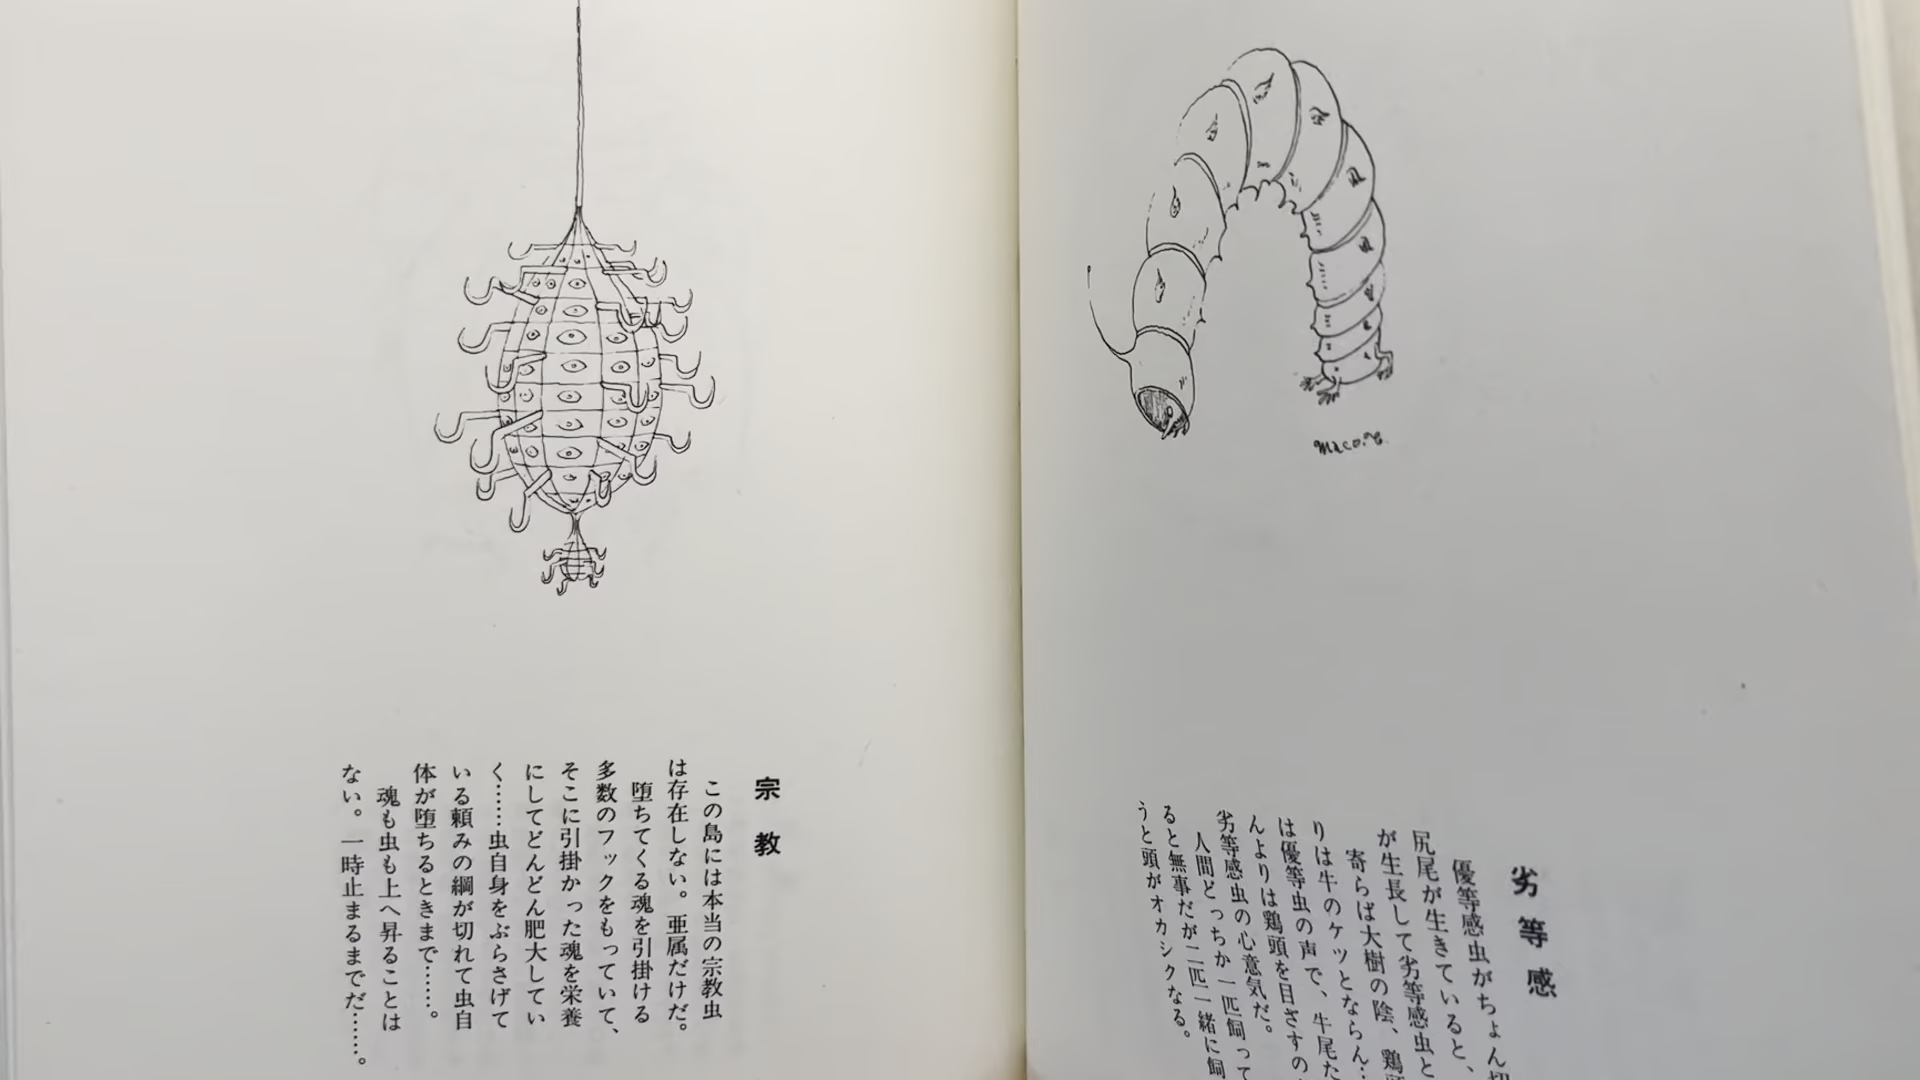 劣等感
優等感虫がちょん切
尻尾が生きていると、
が生長して劣等感虫と
寄らば大樹の陰、鶏頭
りは牛のケツとならん…
は優等虫の声で、牛尾た
んよりは鶏頭を目ざすの
劣等感虫の心意気だ。
人間どっちか一匹飼って
ると無事だが二匹一緒に飼
うと頭がオカシクなる。
宗教
この島には本当の宗教虫
は存在しない。亜属だけだ。
堕ちてくる魂を引掛ける
多数のフックをもっていて、
そこに引掛かった魂を栄養
にしてどんどん肥大してい
く……虫自身をぶらさげて
いる頼みの綱が切れて虫自
体が堕ちるときまで……。
魂も虫も上へ昇ることは
ない。一時止まるまでだ……。